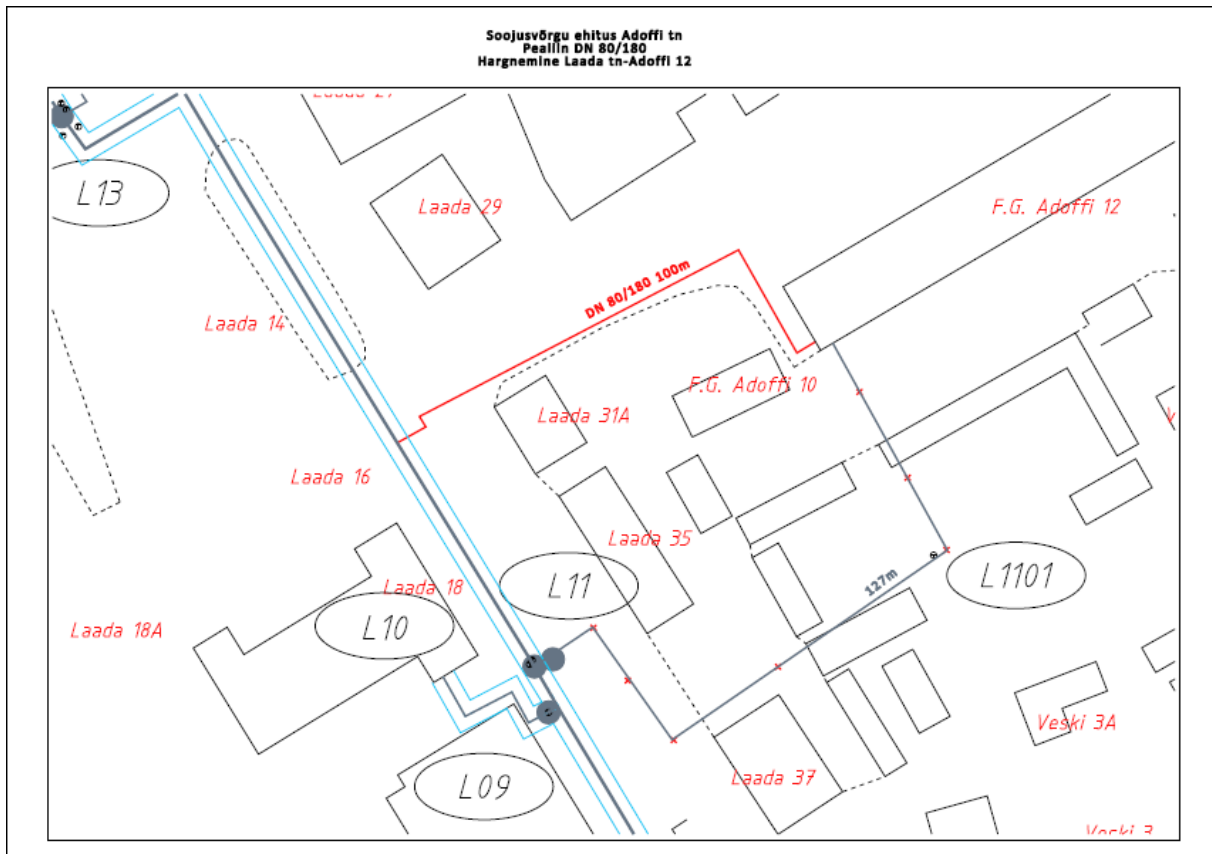 Soojusvõrgu ehitus Adoffi tn
Pealiin DN 80/180
Hargnemine Laada tn-Adoffi 12
L13
Laada 29
F.G. Adoffi 12
DN 80/180 100m
Laada 14
F.G. Adoffi 10
Laada 31A
Laada 16
Laada 35
L11
127m
L1101
Laada 18
L10
Laada 18A
Veski 3A
Laada 37
L09
Veski 3